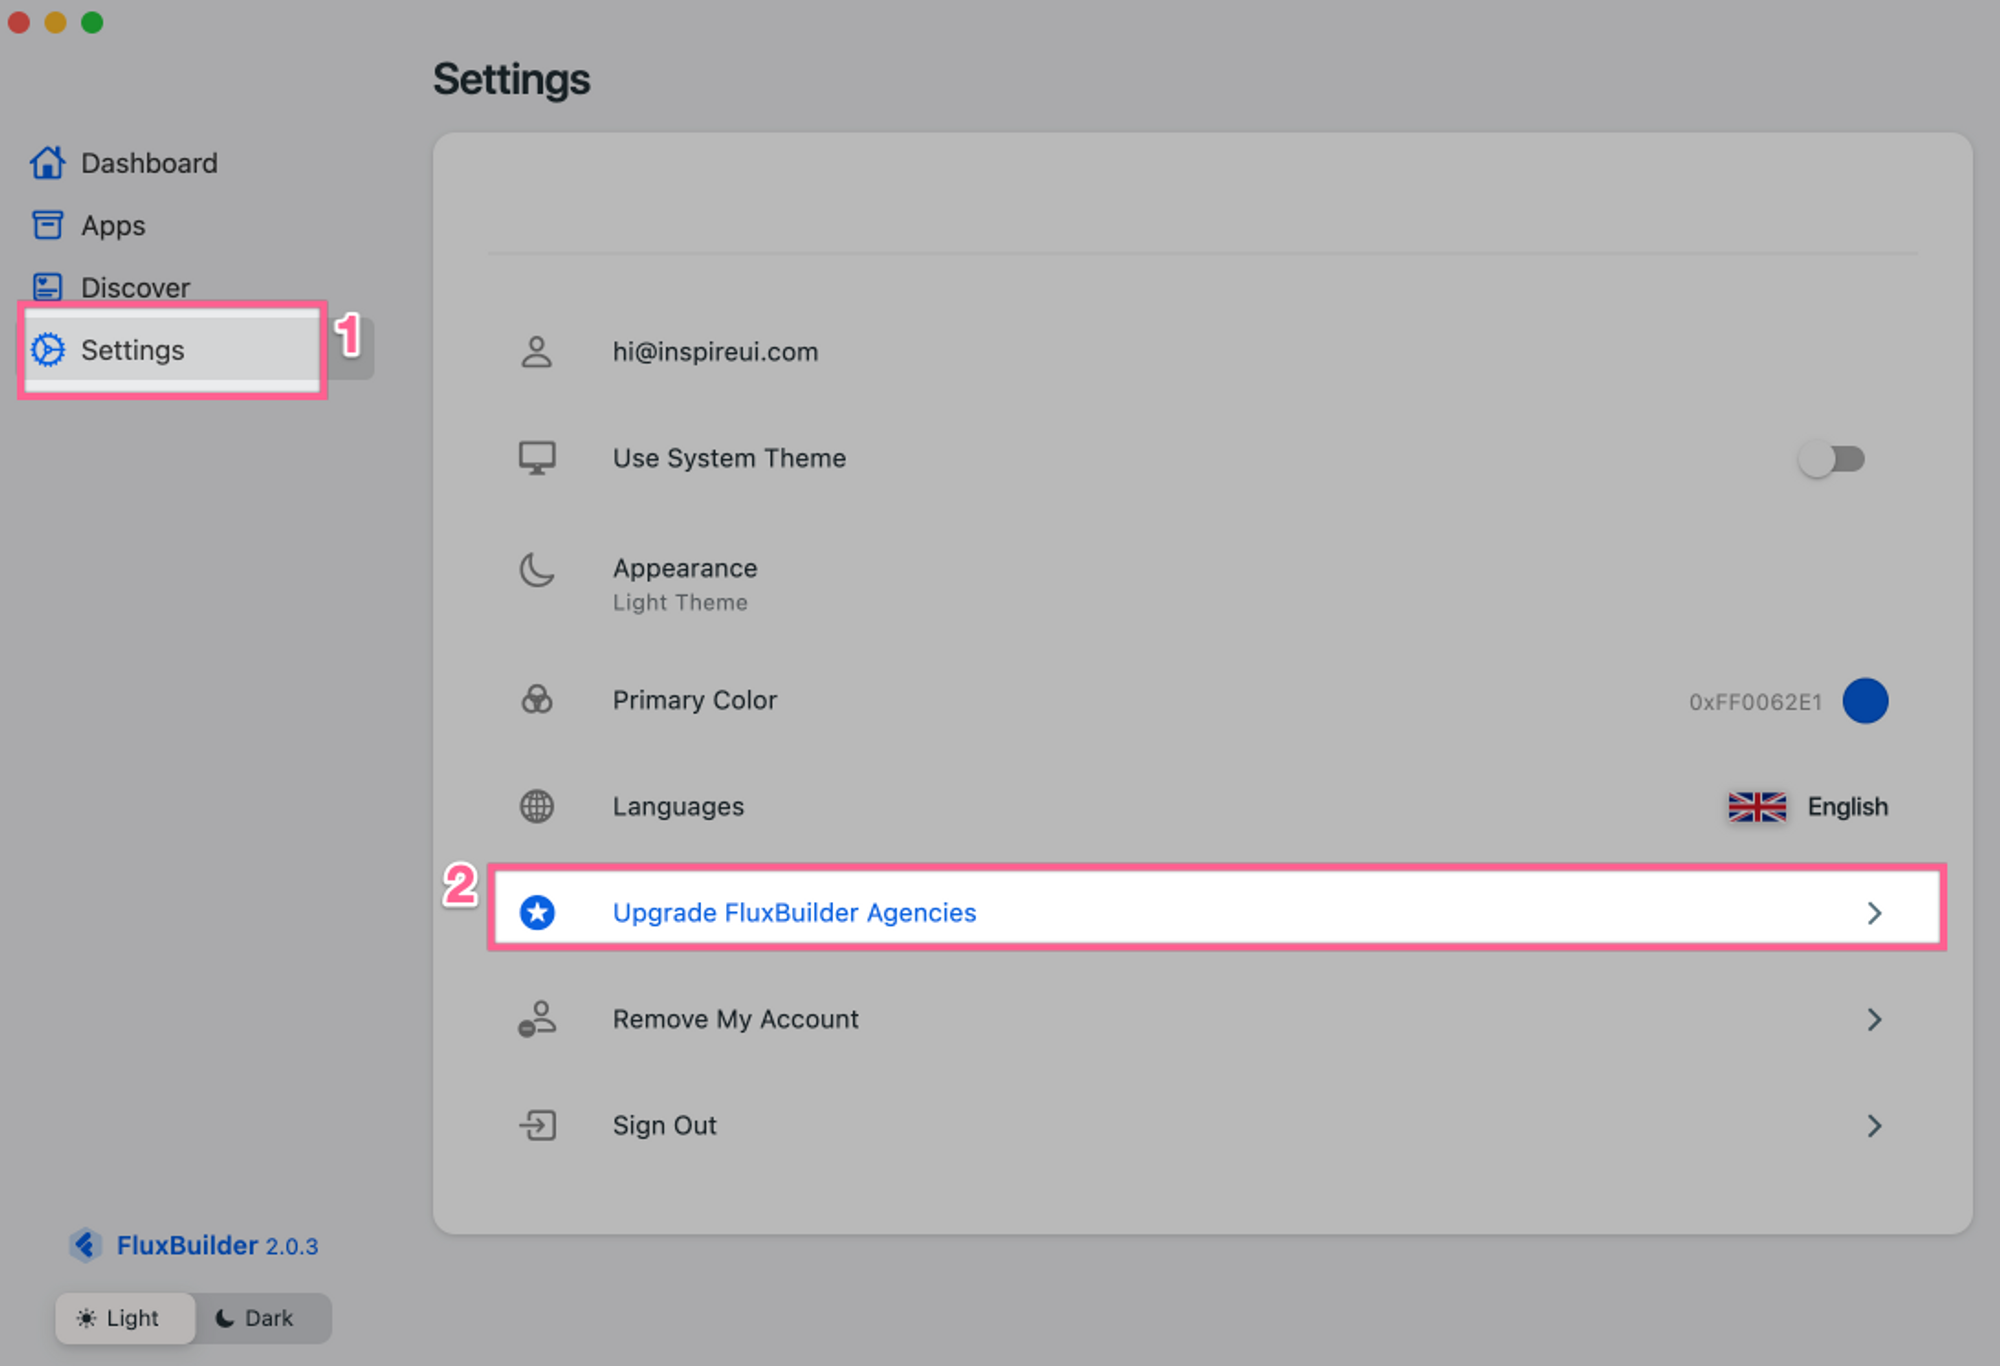 Settings
Dashboard
Apps
Discover
Settings
1
hi@inspireui.com
Use System Theme
Appearance
Light Theme
Primary Color
0xFF0062E1
Languages
English
2
Upgrade FluxBuilder Agencies
Remove My Account
Sign Out
FluxBuilder 2.0.3
Light
Dark